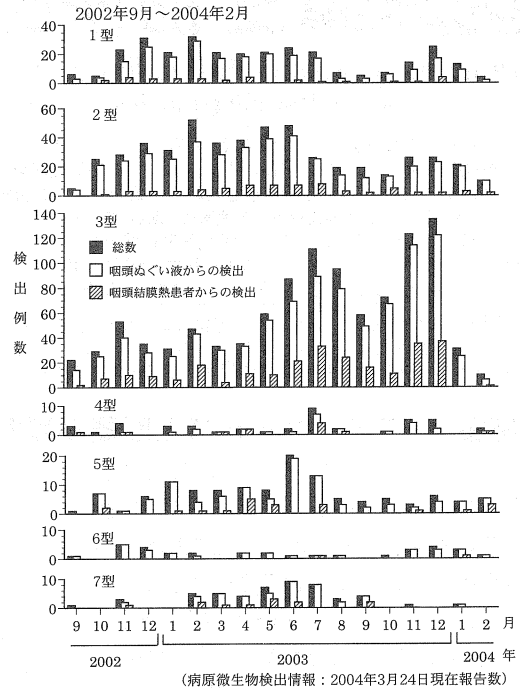 2002年9月～2004年2月
1型
40
20
0
2型
60
40
20
0
3型
140
120
100
80
60
40
20
0
総数
咽頭ぬぐい液からの検出
咽頭結膜熱患者からの検出
検出例数
4型
10
0
5型
20
10
0
6型
10
0
7型
10
0
9 10 11 12 1 2 3 4 5 6 7 8 9 10 11 12 1 2 月
2002 2003 2004 年
(病原微生物検出情報：2004年3月24日現在報告数)